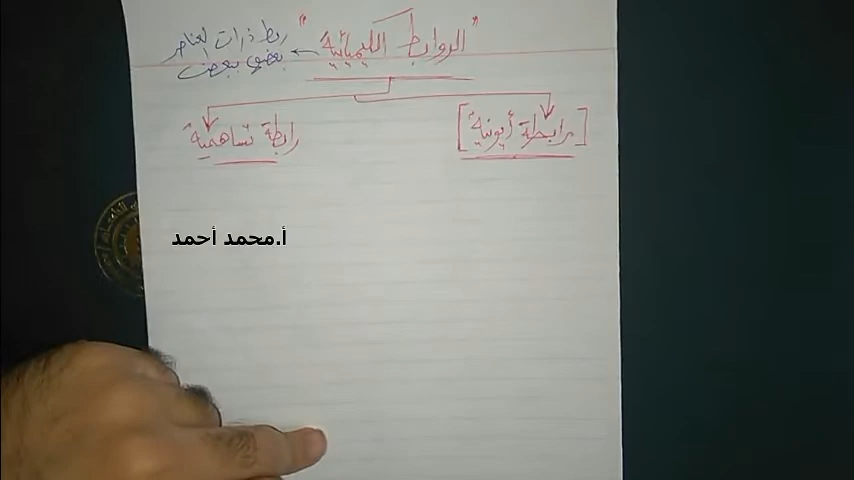 "الروابط الكيميائية" ← ربط ذرات العناصر
بعضها ببعض
[رابطة أيونية]
رابطة تساهمية
أ.محمد أحمد